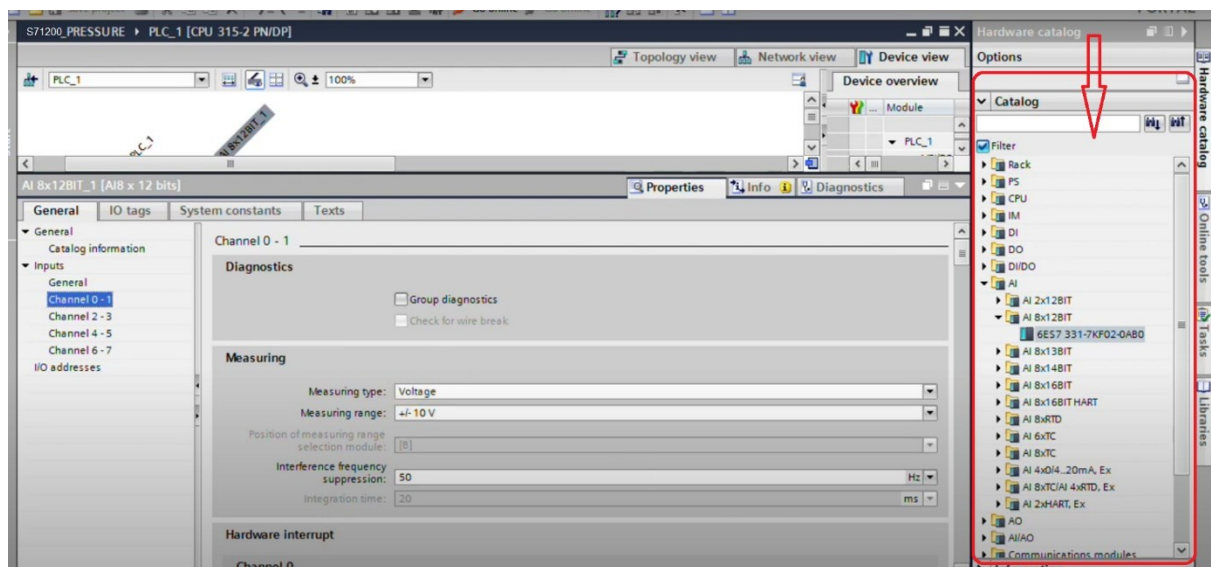 PORTAL
S71200_PRESSURE ▸ PLC_1 [CPU 315-2 PN/DP]
Topology view
Network view
Device view
PLC_1
100%
Device overview
... Module
PLC_1
PLC_1
AI 8x12BIT_1
AI 8x12BIT_1 [AI8 x 12 bits]
Properties
Info
Diagnostics
General
IO tags
System constants
Texts
General
Catalog information
Inputs
General
Channel 0 - 1
Channel 2 - 3
Channel 4 - 5
Channel 6 - 7
I/O addresses
Channel 0 - 1
Diagnostics
Group diagnostics
Check for wire break
Measuring
Measuring type: Voltage
Measuring range: +/- 10 V
Position of measuring range
selection module: [B]
Interference frequency
suppression: 50 Hz
Integration time: 20 ms
Hardware interrupt
Channel 0
Hardware catalog
Options
Catalog
Filter
Rack
PS
CPU
IM
DI
DO
DI/DO
AI
AI 2x12BIT
AI 8x12BIT
6ES7 331-7KF02-0AB0
AI 8x13BIT
AI 8x14BIT
AI 8x16BIT
AI 8x16BIT HART
AI 8xRTD
AI 6xTC
AI 8xTC
AI 4x0/4..20mA, Ex
AI 8xTC/AI 4xRTD, Ex
AI 2xHART, Ex
AO
AI/AO
Communications modules
Hardware catalog
Online tools
Tasks
Libraries